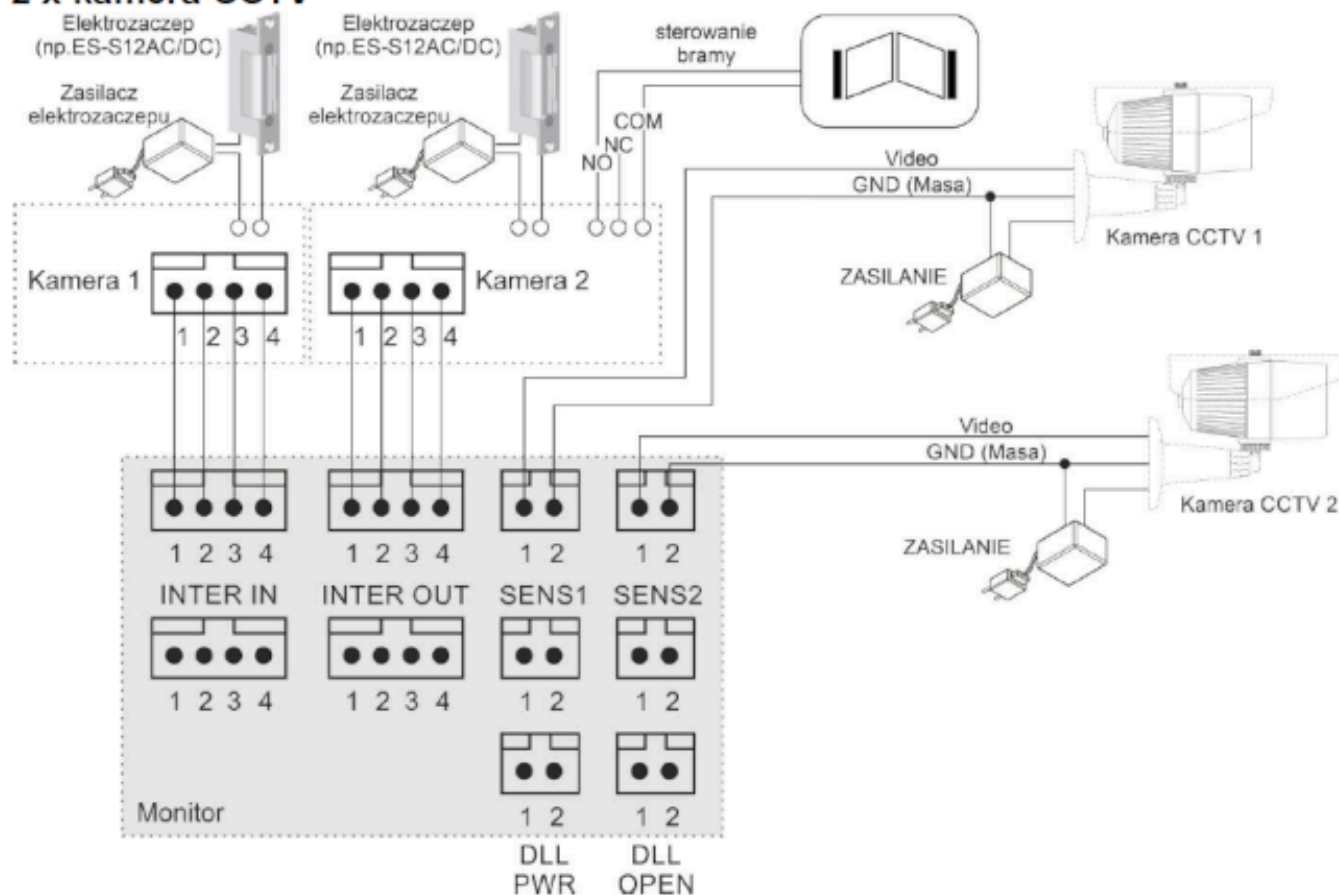 2 x kamera CCTV
Elektrozaczep
(np.ES-S12AC/DC)
Elektrozaczep
(np.ES-S12AC/DC)
sterowanie
bramy
Zasilacz
elektrozaczepu
Zasilacz
elektrozaczepu
COM
NC
NO
Video
GND (Masa)
Kamera CCTV 1
ZASILANIE
Kamera 1
Kamera 2
1 2 3 4
1 2 3 4
Video
GND (Masa)
Kamera CCTV 2
ZASILANIE
1 2 3 4
1 2 3 4
1 2
1 2
INTER IN
INTER OUT
SENS1
SENS2
1 2 3 4
1 2 3 4
1 2
1 2
Monitor
1 2
1 2
DLL
PWR
DLL
OPEN